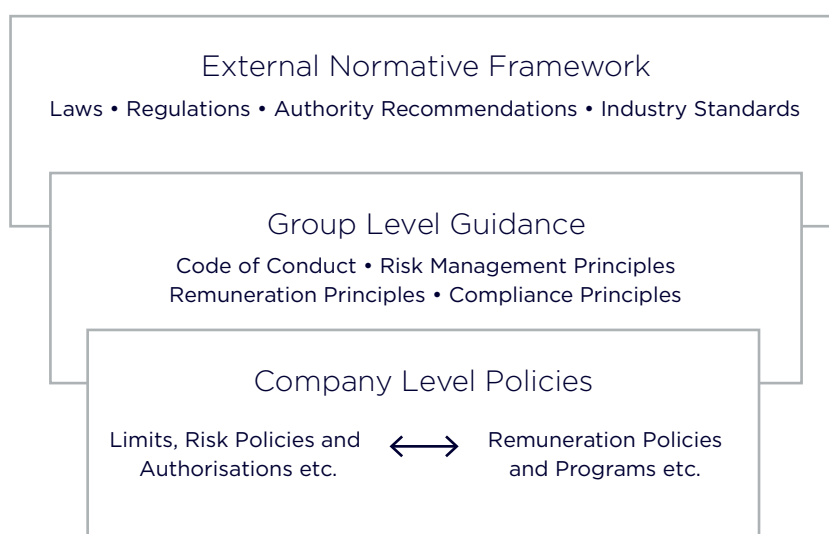 External Normative Framework
Laws • Regulations • Authority Recommendations • Industry Standards
Group Level Guidance
Code of Conduct • Risk Management Principles
Remuneration Principles • Compliance Principles
Company Level Policies
Limits, Risk Policies and
Authorisations etc.
Remuneration Policies
and Programs etc.